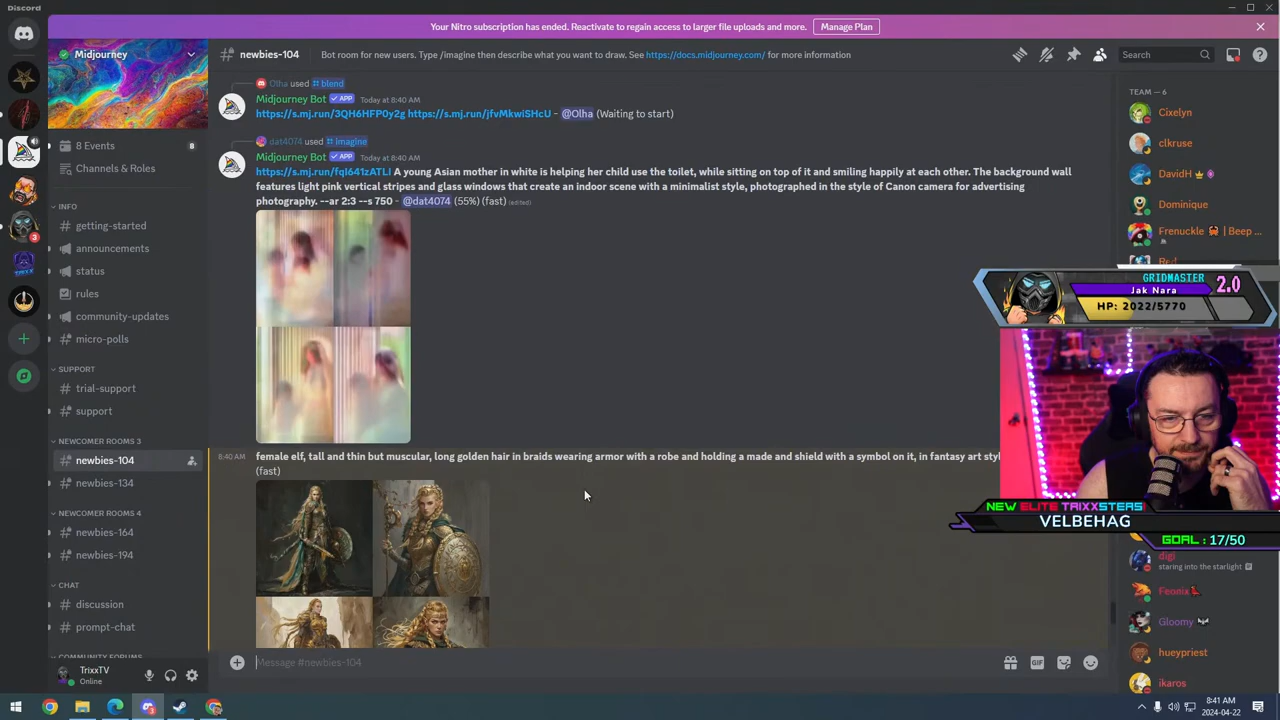 Discord
Your Nitro subscription has ended. Reactivate to regain access to larger file uploads and more.
Manage Plan
Midjourney
newbies-104
Bot room for new users. Type /imagine then describe what you want to draw. See https://docs.midjourney.com/ for more information
Search
8 Events
Channels & Roles
INFO
getting-started
announcements
status
rules
community-updates
micro-polls
SUPPORT
trial-support
support
NEWCOMER ROOMS 3
newbies-104
newbies-134
NEWCOMER ROOMS 4
newbies-164
newbies-194
CHAT
discussion
prompt-chat
3
TrixxTV
Online
Olha used blend
Midjourney Bot APP Today at 8:40 AM
https://s.mj.run/3QH6HFP0y2g https://s.mj.run/jfvMkwiSHcU - @Olha (Waiting to start)
dat4074 used imagine
Midjourney Bot APP Today at 8:40 AM
https://s.mj.run/fqI641zATLI A young Asian mother in white is helping her child use the toilet, while sitting on top of it and smiling happily at each other. The background wall
features light pink vertical stripes and glass windows that create an indoor scene with a minimalist style, photographed in the style of Canon camera for advertising
photography. --ar 2:3 --s 750 - @dat4074 (55%) (fast) (edited)
8:40 AM
female elf, tall and thin but muscular, long golden hair in braids wearing armor with a robe and holding a made and shield with a symbol on it, in fantasy art sty
(fast)
Message #newbies-104
GIF
TEAM — 6
Cixelyn
clkruse
DavidH
Dominique
Frenuckle | Beep ...
GRIDMASTER
2.0
Jak Nara
HP: 2022/5770
NEW ELITE TRIXXSTERS!
VELBEHAG
GOAL : 17/50
digi
staring into the starlight
Feonix
Gloomy
hueypriest
ikaros
8:41 AM
2024-04-22